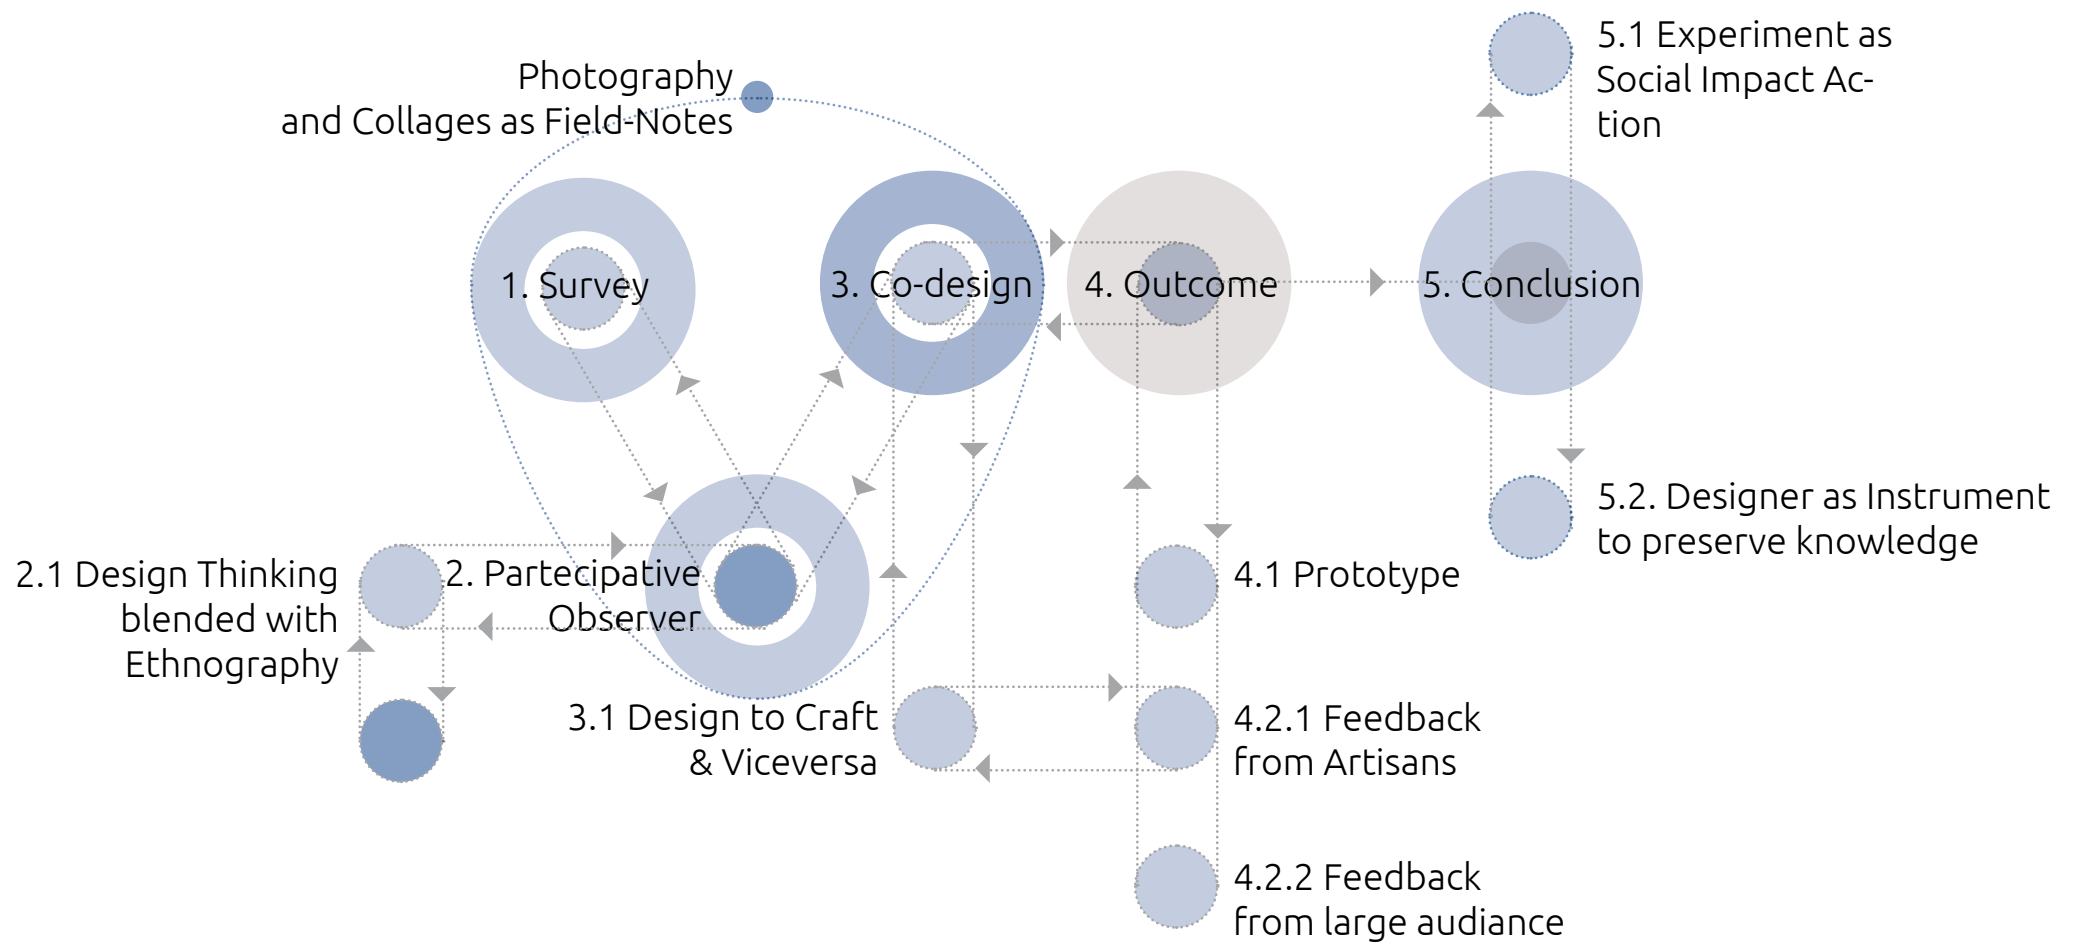 Photography
and Collages as Field-Notes
5.1 Experiment as
Social Impact Ac-
tion
1. Survey
3. Co-design
4. Outcome
5. Conclusion
5.2. Designer as Instrument
to preserve knowledge
2.1 Design Thinking
blended with
Ethnography
2. Partecipative
Observer
4.1 Prototype
3.1 Design to Craft
& Viceversa
4.2.1 Feedback
from Artisans
4.2.2 Feedback
from large audiance